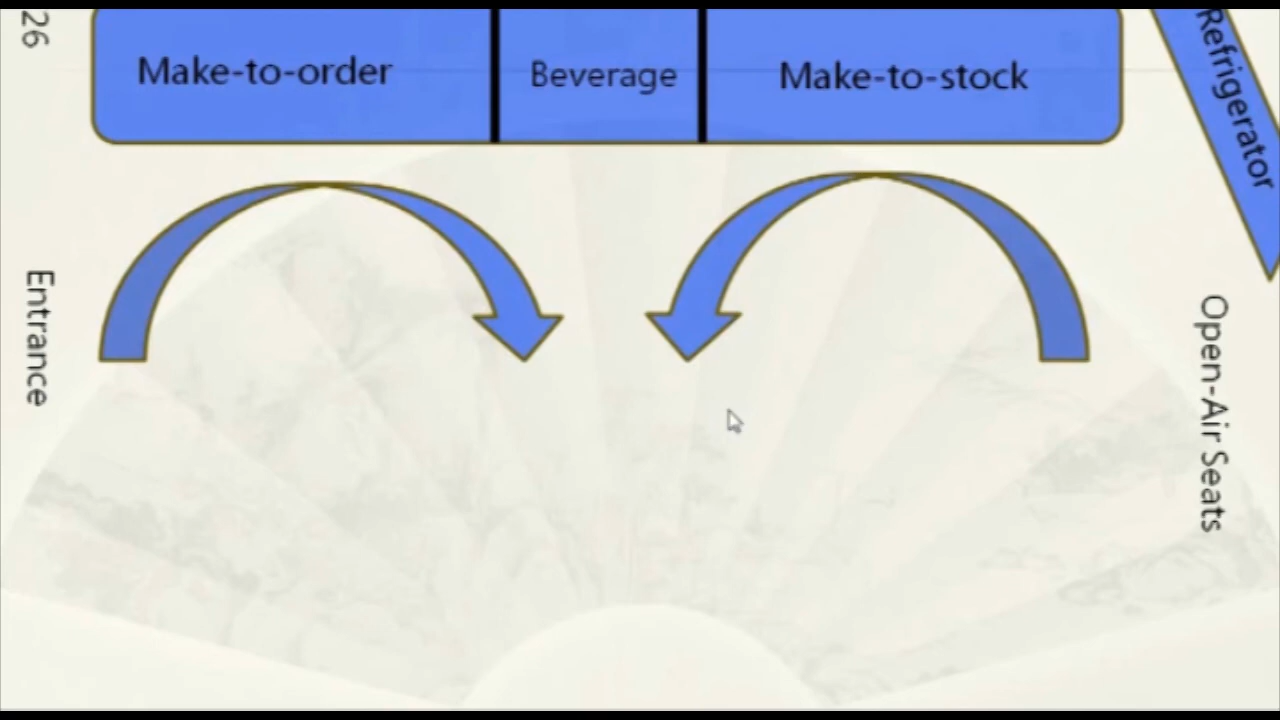 26
Make-to-order
Beverage
Make-to-stock
Refrigerator
Entrance
Open-Air Seats